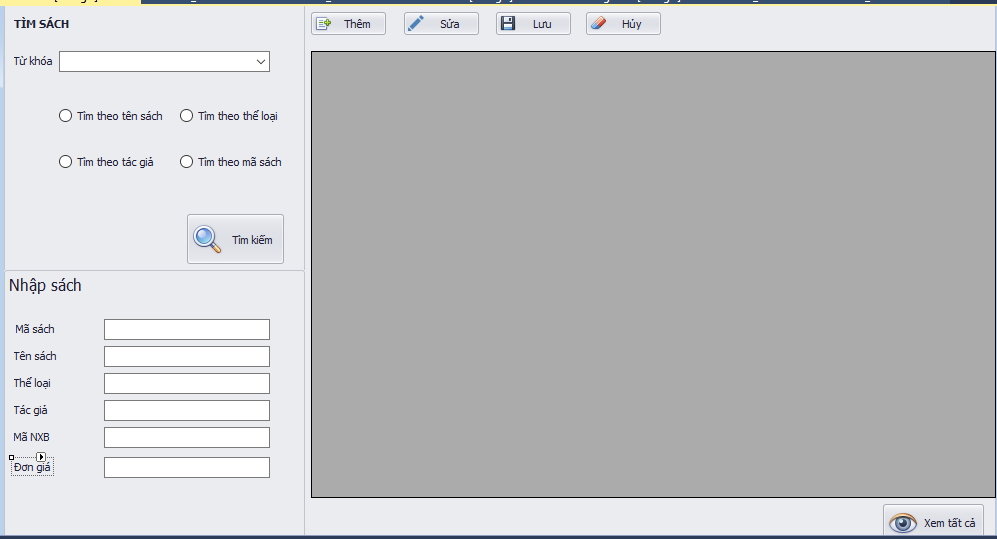 TÌM SÁCH
Từ khóa
Tìm theo tên sách
Tìm theo thể loại
Tìm theo tác giả
Tìm theo mã sách
Tìm kiếm
Nhập sách
Mã sách
Tên sách
Thể loại
Tác giả
Mã NXB
Đơn giá
Thêm
Sửa
Lưu
Hủy
Xem tất cả